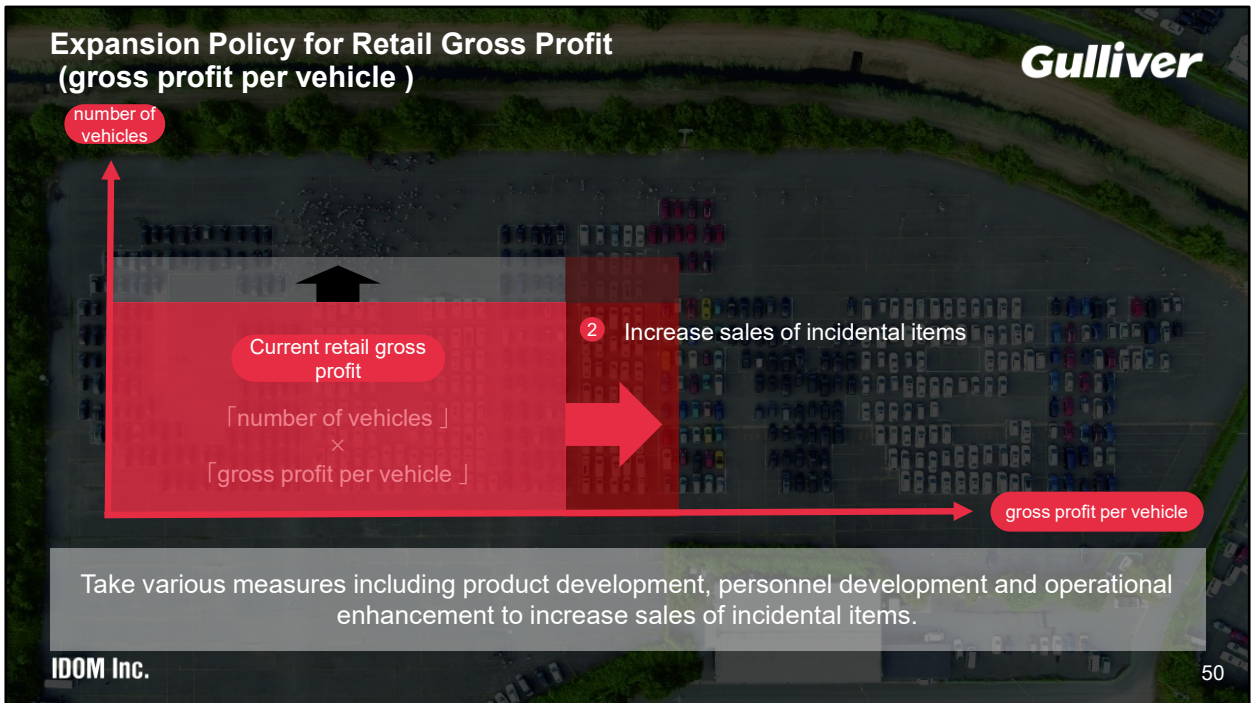 Expansion Policy for Retail Gross Profit
(gross profit per vehicle )
Gulliver
number of
vehicles
2 Increase sales of incidental items
Current retail gross
profit
「number of vehicles 」
×
「gross profit per vehicle 」
gross profit per vehicle
Take various measures including product development, personnel development and operational
enhancement to increase sales of incidental items.
IDOM Inc.
50